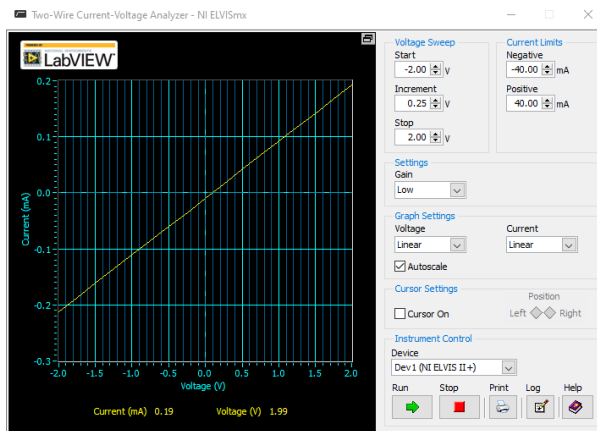 Two-Wire Current-Voltage Analyzer - NI ELVISmx
LabVIEW
0.2
0.1
0.0
-0.1
-0.2
-0.3
Current (mA)
-2.0 -1.5 -1.0 -0.5 0.0 0.5 1.0 1.5 2.0
Voltage (V)
Current (mA) 0.19 Voltage (V) 1.99
Voltage Sweep
Start
-2.00 V
Increment
0.25 V
Stop
2.00 V
Current Limits
Negative
-40.00 mA
Positive
40.00 mA
Settings
Gain
Low
Graph Settings
Voltage Current
Linear Linear
Autoscale
Cursor Settings
Position
Cursor On Left Right
Instrument Control
Device
Dev1 (NI ELVIS II+)
Run Stop Print Log Help